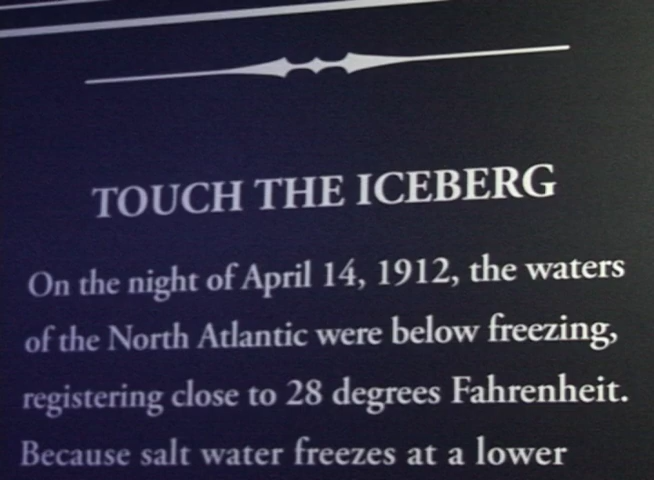 TOUCH THE ICEBERG
On the night of April 14, 1912, the waters
of the North Atlantic were below freezing,
registering close to 28 degrees Fahrenheit.
Because salt water freezes at a lower